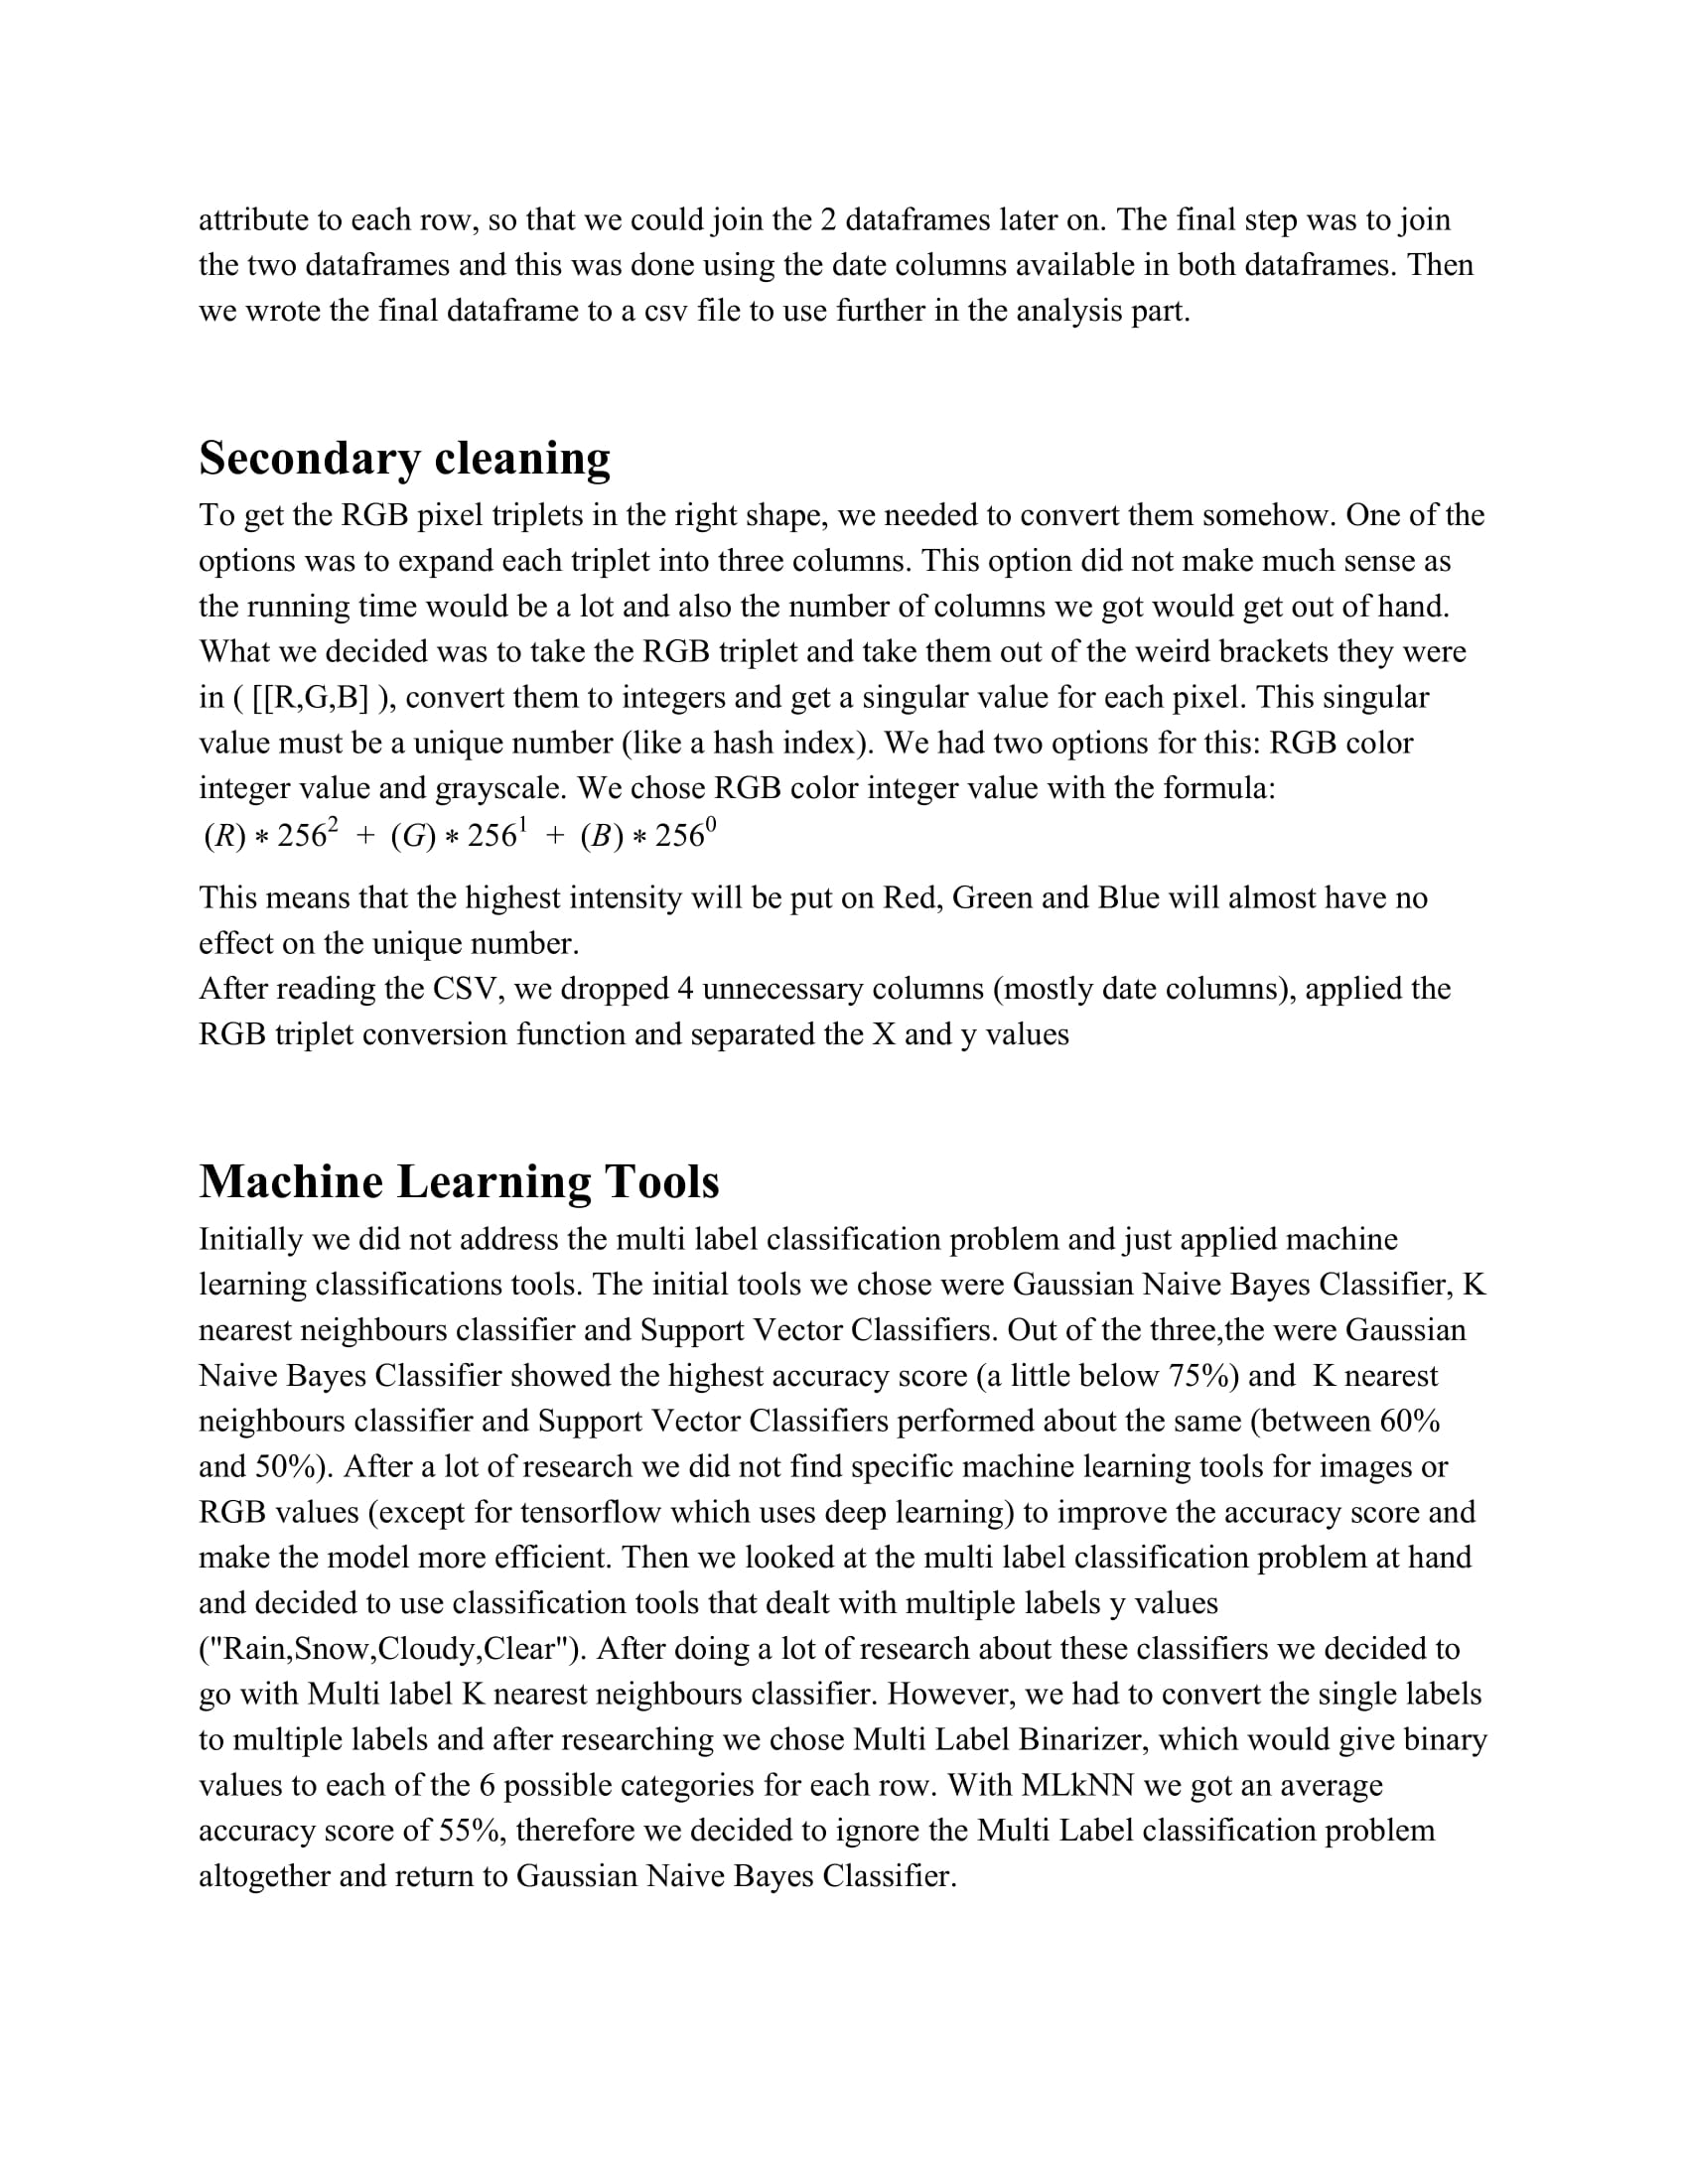 attribute to each row, so that we could join the 2 dataframes later on. The final step was to join
the two dataframes and this was done using the date columns available in both dataframes. Then
we wrote the final dataframe to a csv file to use further in the analysis part.
Secondary cleaning
To get the RGB pixel triplets in the right shape, we needed to convert them somehow. One of the
options was to expand each triplet into three columns. This option did not make much sense as
the running time would be a lot and also the number of columns we got would get out of hand.
What we decided was to take the RGB triplet and take them out of the weird brackets they were
in ( [[R,G,B] ), convert them to integers and get a singular value for each pixel. This singular
value must be a unique number (like a hash index). We had two options for this: RGB color
integer value and grayscale. We chose RGB color integer value with the formula:
(R) ∗ 256² + (G) ∗ 256¹ + (B) ∗ 256⁰
This means that the highest intensity will be put on Red, Green and Blue will almost have no
effect on the unique number.
After reading the CSV, we dropped 4 unnecessary columns (mostly date columns), applied the
RGB triplet conversion function and separated the X and y values
Machine Learning Tools
Initially we did not address the multi label classification problem and just applied machine
learning classifications tools. The initial tools we chose were Gaussian Naive Bayes Classifier, K
nearest neighbours classifier and Support Vector Classifiers. Out of the three,the were Gaussian
Naive Bayes Classifier showed the highest accuracy score (a little below 75%) and  K nearest
neighbours classifier and Support Vector Classifiers performed about the same (between 60%
and 50%). After a lot of research we did not find specific machine learning tools for images or
RGB values (except for tensorflow which uses deep learning) to improve the accuracy score and
make the model more efficient. Then we looked at the multi label classification problem at hand
and decided to use classification tools that dealt with multiple labels y values
("Rain,Snow,Cloudy,Clear"). After doing a lot of research about these classifiers we decided to
go with Multi label K nearest neighbours classifier. However, we had to convert the single labels
to multiple labels and after researching we chose Multi Label Binarizer, which would give binary
values to each of the 6 possible categories for each row. With MLkNN we got an average
accuracy score of 55%, therefore we decided to ignore the Multi Label classification problem
altogether and return to Gaussian Naive Bayes Classifier.